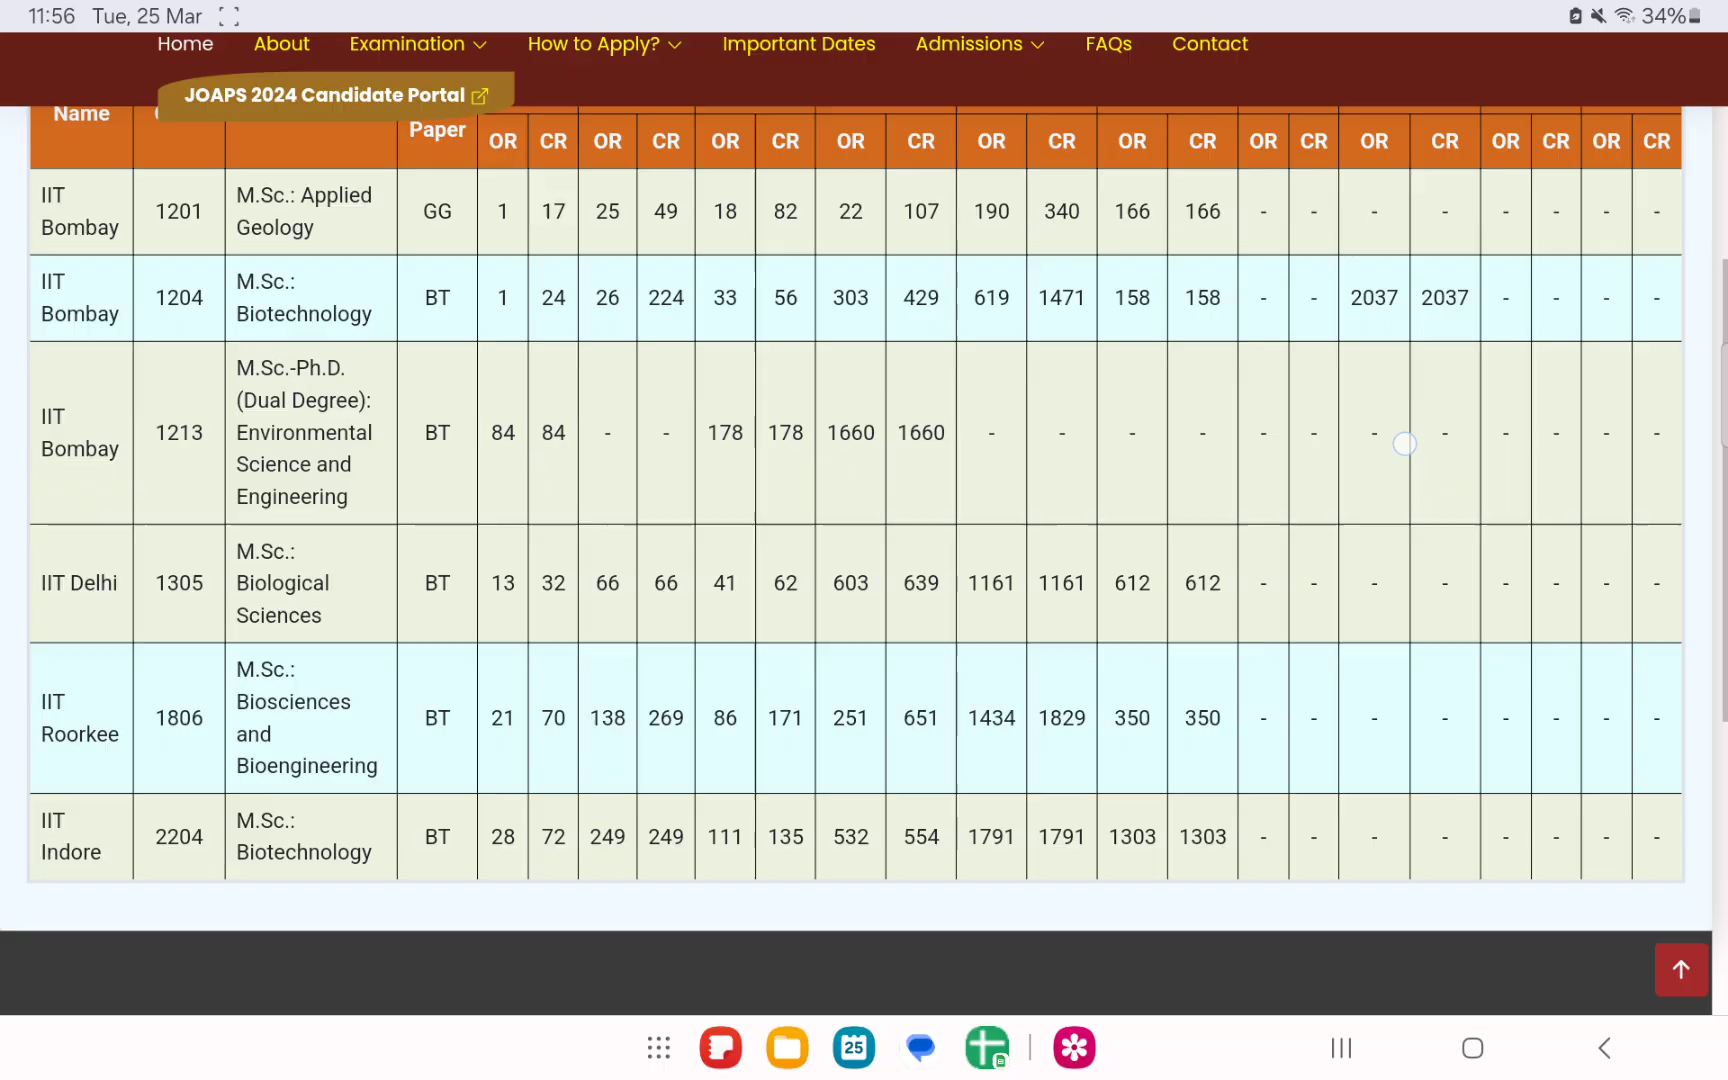 11:56 Tue, 25 Mar 34%
Home About Examination How to Apply? Important Dates Admissions FAQs Contact
JOAPS 2024 Candidate Portal
Name Paper OR CR OR CR OR CR OR CR OR CR OR CR OR CR OR CR OR CR OR CR
IIT Bombay 1201 M.Sc.: Applied Geology GG 1 17 25 49 18 82 22 107 190 340 166 166 - - - - - - - -
IIT Bombay 1204 M.Sc.: Biotechnology BT 1 24 26 224 33 56 303 429 619 1471 158 158 - - 2037 2037 - - - -
IIT Bombay 1213 M.Sc.-Ph.D. (Dual Degree): Environmental Science and Engineering BT 84 84 - - 178 178 1660 1660 - - - - - - - - - - - -
IIT Delhi 1305 M.Sc.: Biological Sciences BT 13 32 66 66 41 62 603 639 1161 1161 612 612 - - - - - - - -
IIT Roorkee 1806 M.Sc.: Biosciences and Bioengineering BT 21 70 138 269 86 171 251 651 1434 1829 350 350 - - - - - - - -
IIT Indore 2204 M.Sc.: Biotechnology BT 28 72 249 249 111 135 532 554 1791 1791 1303 1303 - - - - - - - -
25